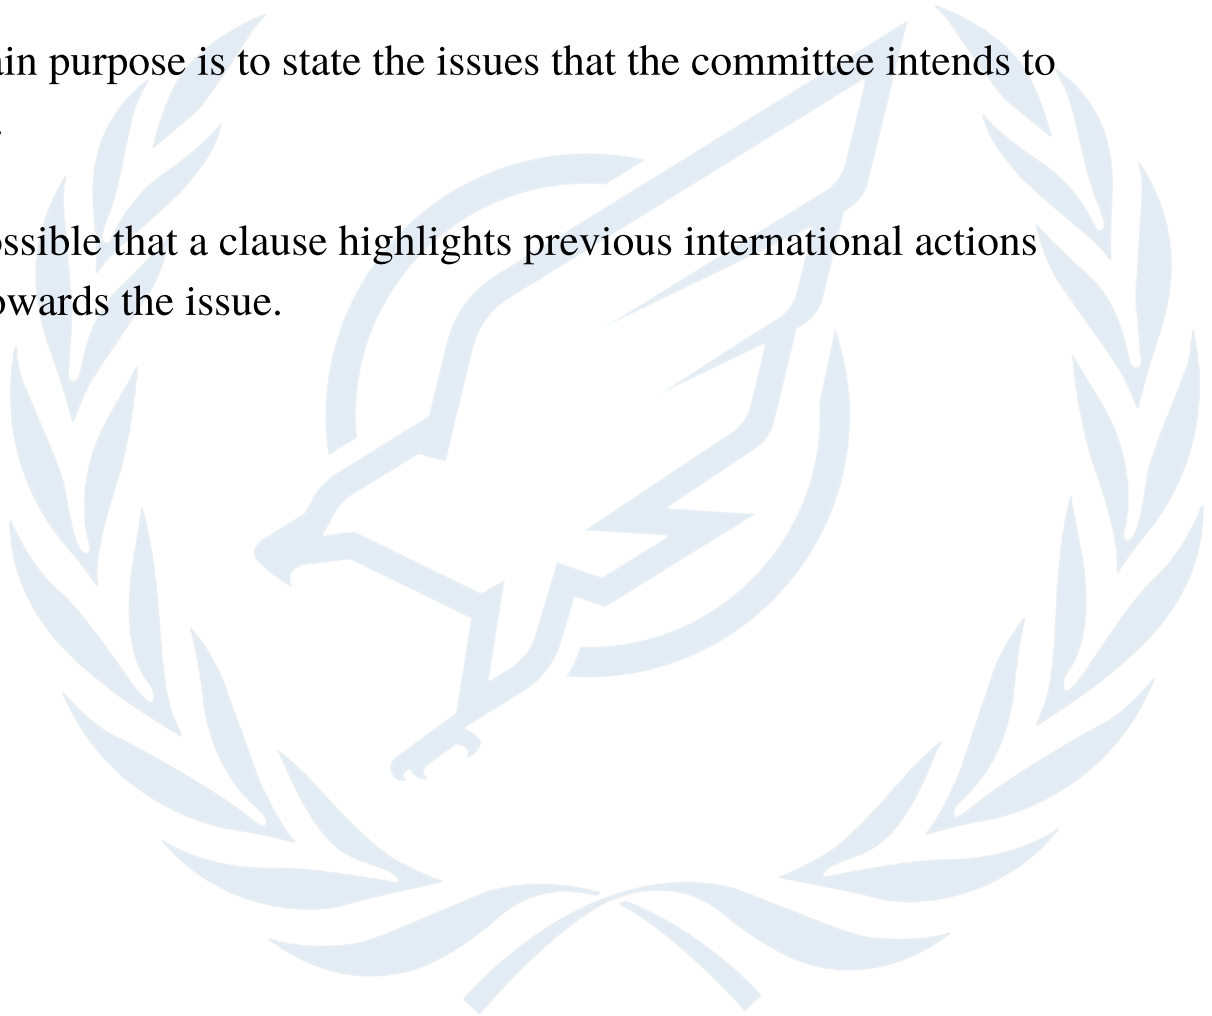 ain purpose is to state the issues that the committee intends to
.
ossible that a clause highlights previous international actions
owards the issue.